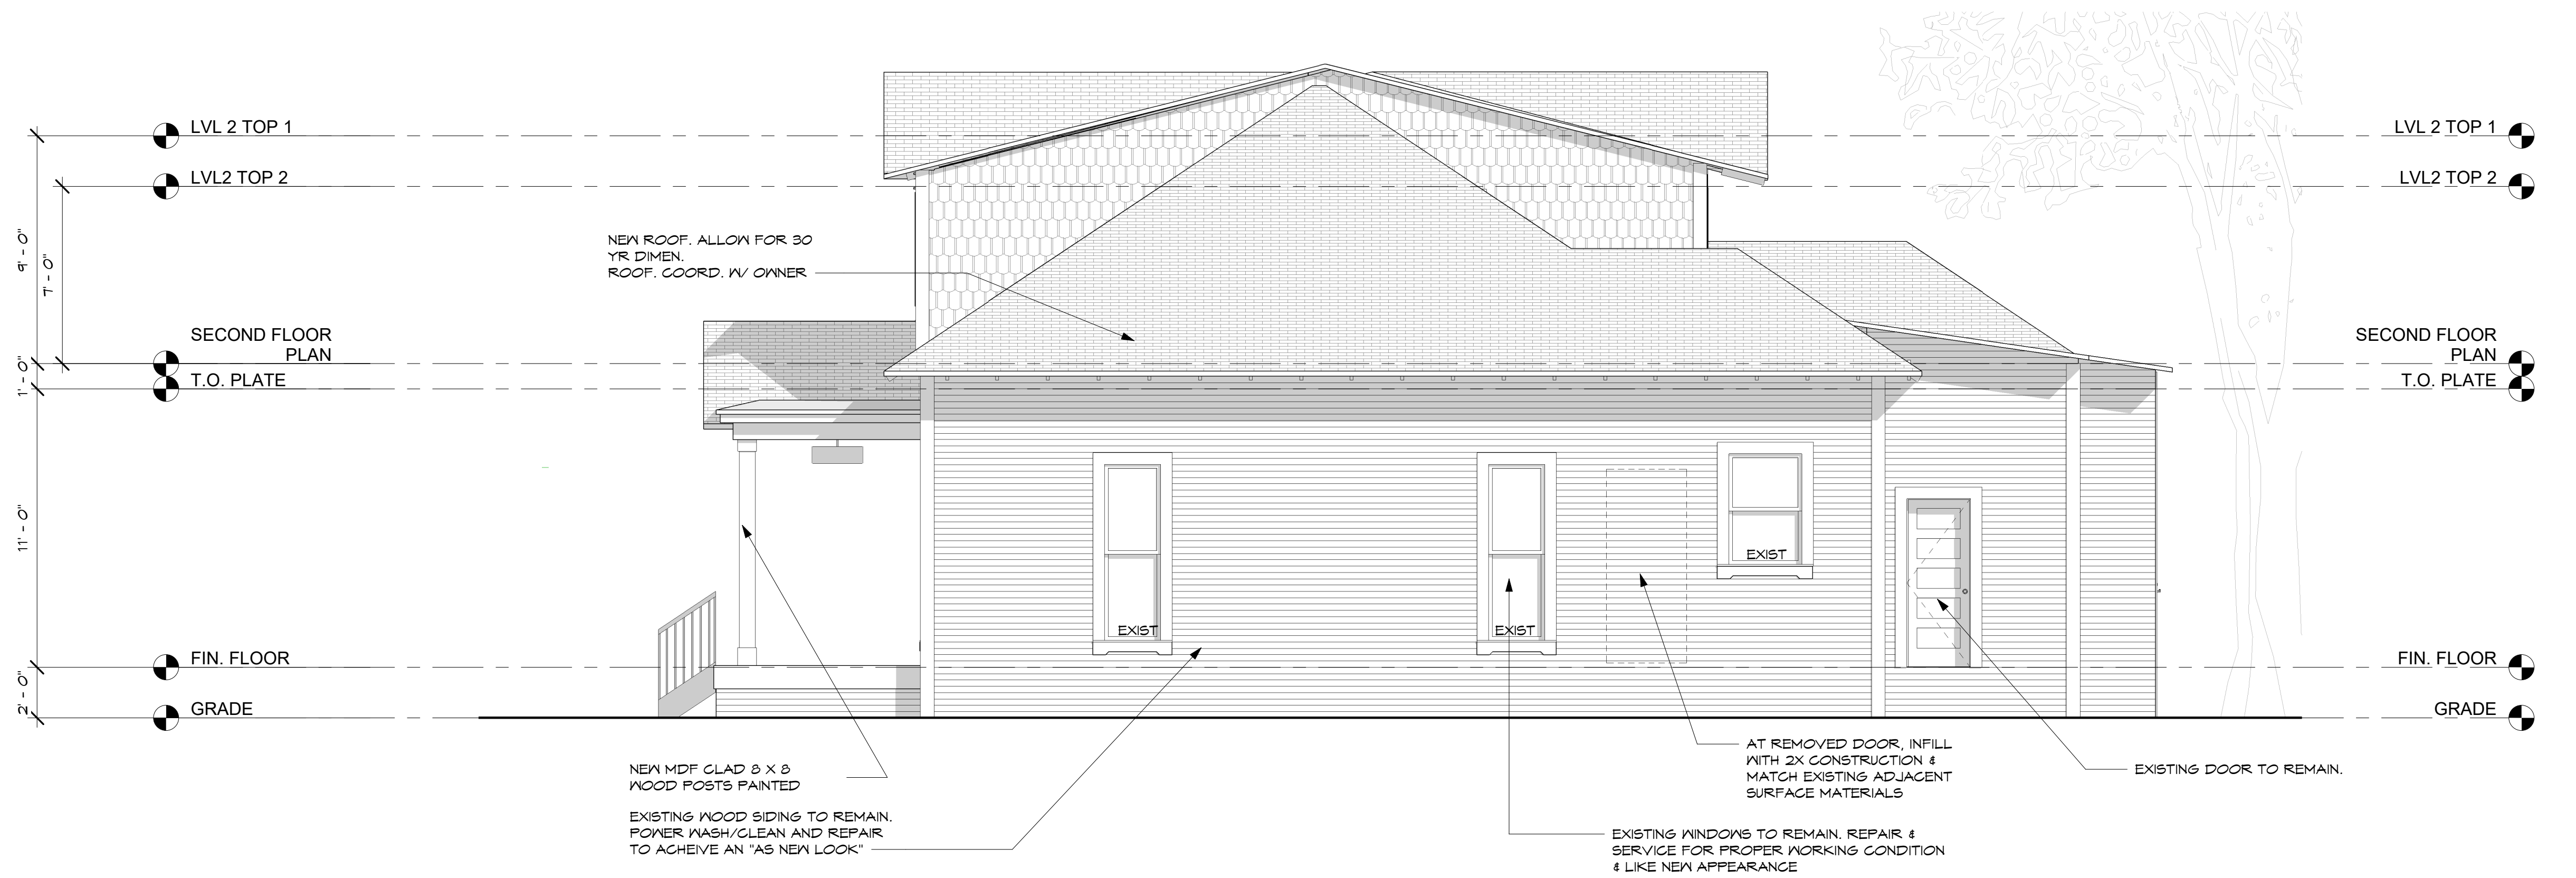 LVL 2 TOP 1
LVL 2 TOP 1
LVL2 TOP 2
LVL2 TOP 2
9' - 0"
7' - 0"
NEW ROOF. ALLOW FOR 30
YR DIMEN.
ROOF. COORD. W/ OWNER
SECOND FLOOR
PLAN
SECOND FLOOR
PLAN
1' - 0"
T.O. PLATE
T.O. PLATE
11' - 0"
EXIST
EXIST
EXIST
FIN. FLOOR
FIN. FLOOR
2' - 0"
GRADE
GRADE
NEW MDF CLAD 8 X 8
WOOD POSTS PAINTED
EXISTING WOOD SIDING TO REMAIN.
POWER WASH/CLEAN AND REPAIR
TO ACHEIVE AN "AS NEW LOOK"
AT REMOVED DOOR, INFILL
WITH 2X CONSTRUCTION &
MATCH EXISTING ADJACENT
SURFACE MATERIALS
EXISTING DOOR TO REMAIN.
EXISTING WINDOWS TO REMAIN. REPAIR &
SERVICE FOR PROPER WORKING CONDITION
& LIKE NEW APPEARANCE